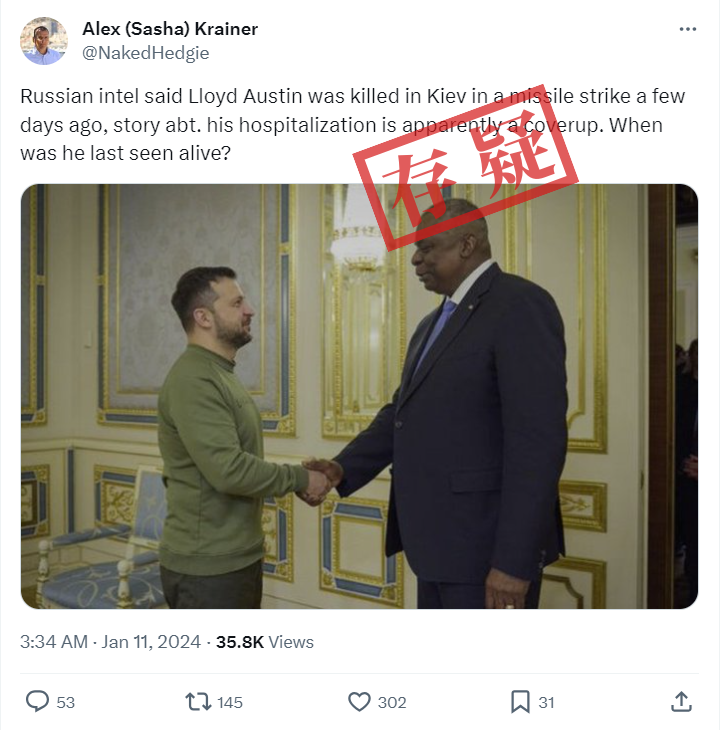 Alex (Sasha) Krainer
@NakedHedgie
Russian intel said Lloyd Austin was killed in Kiev in a missile strike a few
days ago, story abt. his hospitalization is apparently a coverup. When
was he last seen alive?
存疑
3:34 AM · Jan 11, 2024 · 35.8K Views
53 145 302 31